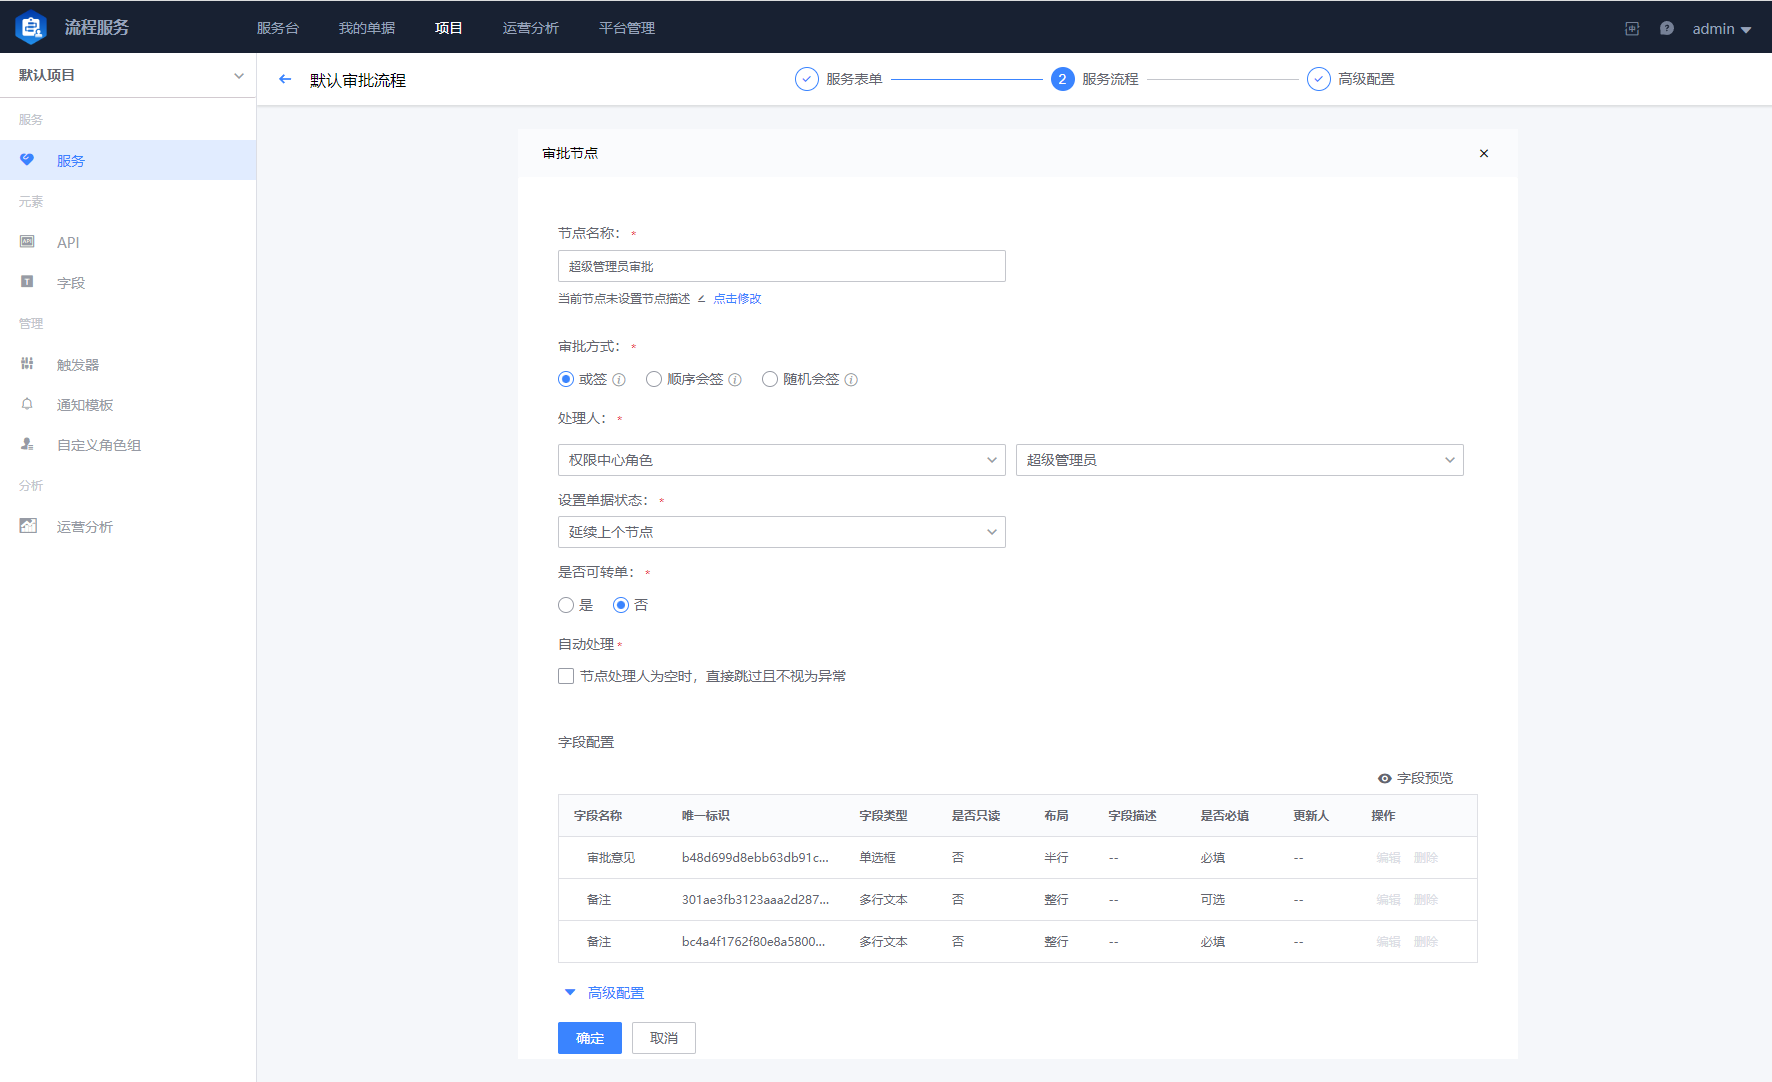 流程服务 服务台 我的单据 项目 运营分析 平台管理 admin
默认项目
服务
服务
元素
API
字段
管理
触发器
通知模板
自定义角色组
分析
运营分析
默认审批流程 服务表单 2 服务流程 高级配置
审批节点
节点名称： *
超级管理员审批
当前节点未设置节点描述 点击修改
审批方式： *
或签 顺序会签 随机会签
处理人： *
权限中心角色 超级管理员
设置单据状态： *
延续上个节点
是否可转单： *
是 否
自动处理 *
节点处理人为空时，直接跳过且不视为异常
字段配置
字段预览
字段名称 唯一标识 字段类型 是否只读 布局 字段描述 是否必填 更新人 操作
审批意见 b48d699d8ebb63db91c... 单选框 否 半行 -- 必填 -- 编辑 删除
备注 301ae3fb3123aaa2d287... 多行文本 否 整行 -- 可选 -- 编辑 删除
备注 bc4a4f1762f80e8a5800... 多行文本 否 整行 -- 必填 -- 编辑 删除
高级配置
确定 取消